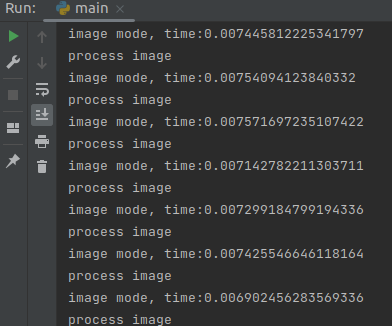 Run: main ×
image mode, time:0.007445812225341797
process image
image mode, time:0.00754094123840332
process image
image mode, time:0.007571697235107422
process image
image mode, time:0.007142782211303711
process image
image mode, time:0.007299184799194336
process image
image mode, time:0.007425546646118164
process image
image mode, time:0.006902456283569336
process image